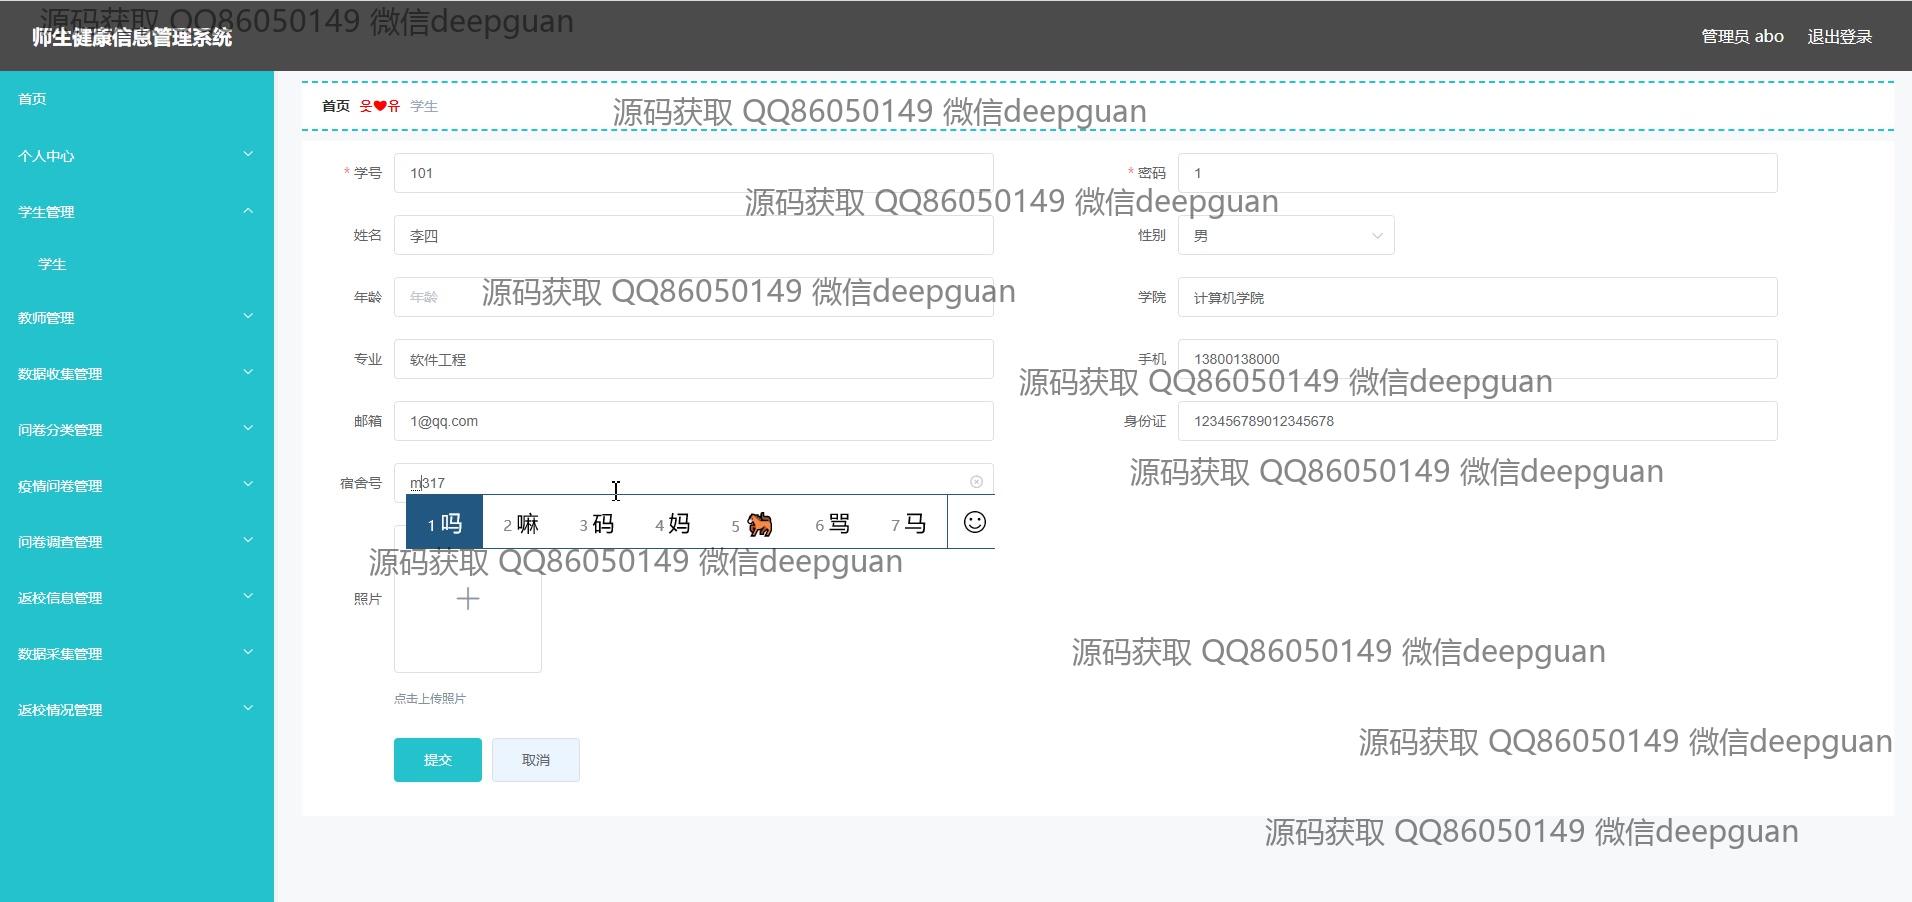 源码获取 QQ86050149 微信deepguan
师生健康信息管理系统
管理员 abo 退出登录
首页
个人中心
学生管理
学生
教师管理
数据收集管理
问卷分类管理
疫情问卷管理
问卷调查管理
返校信息管理
数据采集管理
返校情况管理
首页 웃❤유 学生
源码获取 QQ86050149 微信deepguan
* 学号 101
* 密码 1
源码获取 QQ86050149 微信deepguan
姓名 李四
性别 男
年龄 年龄
源码获取 QQ86050149 微信deepguan
学院 计算机学院
专业 软件工程
手机 13800138000
源码获取 QQ86050149 微信deepguan
邮箱 1@qq.com
身份证 123456789012345678
源码获取 QQ86050149 微信deepguan
宿舍号 m317
1 吗 2 嘛 3 码 4 妈 5 🐎 6 骂 7 马 ☺
源码获取 QQ86050149 微信deepguan
照片
源码获取 QQ86050149 微信deepguan
点击上传照片
源码获取 QQ86050149 微信deepguan
提交 取消
源码获取 QQ86050149 微信deepguan